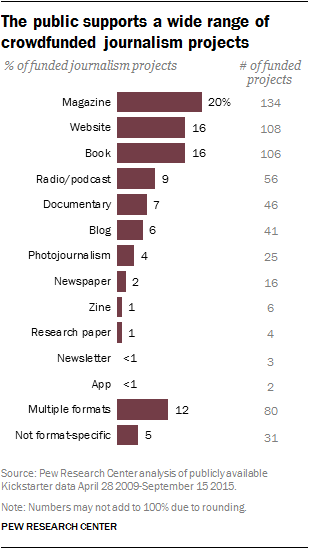 The public supports a wide range of
crowdfunded journalism projects
% of funded journalism projects # of funded
projects
Magazine 20% 134
Website 16 108
Book 16 106
Radio/podcast 9 56
Documentary 7 46
Blog 6 41
Photojournalism 4 25
Newspaper 2 16
Zine 1 6
Research paper 1 4
Newsletter <1 3
App <1 2
Multiple formats 12 80
Not format-specific 5 31
Source: Pew Research Center analysis of publicly available
Kickstarter data April 28 2009-September 15 2015.
Note: Numbers may not add to 100% due to rounding.
PEW RESEARCH CENTER